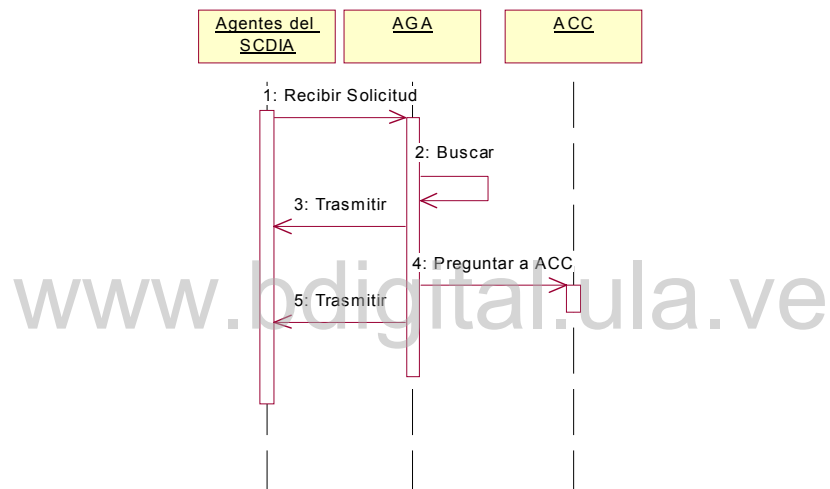 Agentes del
SCDIA
AGA
ACC
1: Recibir Solicitud
2: Buscar
3: Trasmitir
4: Preguntar a ACC
5: Trasmitir
www.bdigital.ula.ve